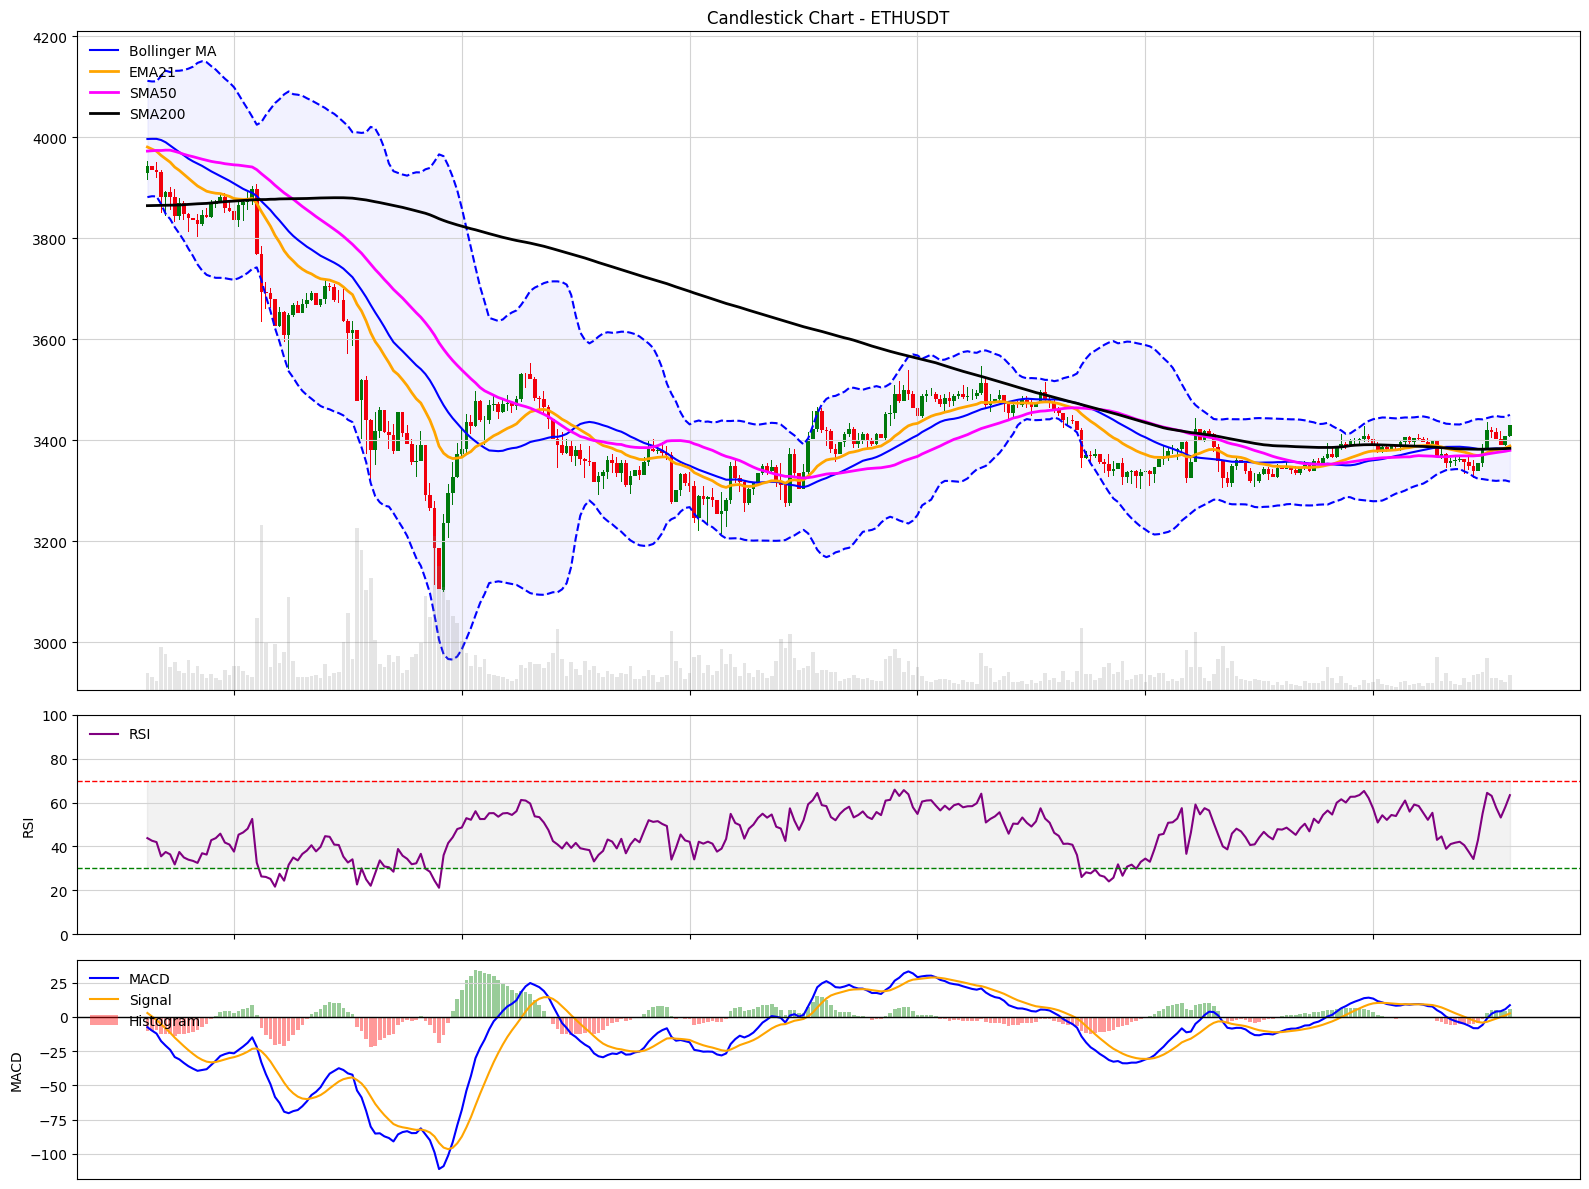 Candlestick Chart - ETHUSDT
4200
4000
3800
3600
3400
3200
3000
Bollinger MA
EMA21
SMA50
SMA200
100
80
60
40
20
0
RSI
RSI
25
0
−25
−50
−75
−100
MACD
MACD
Signal
Histogram